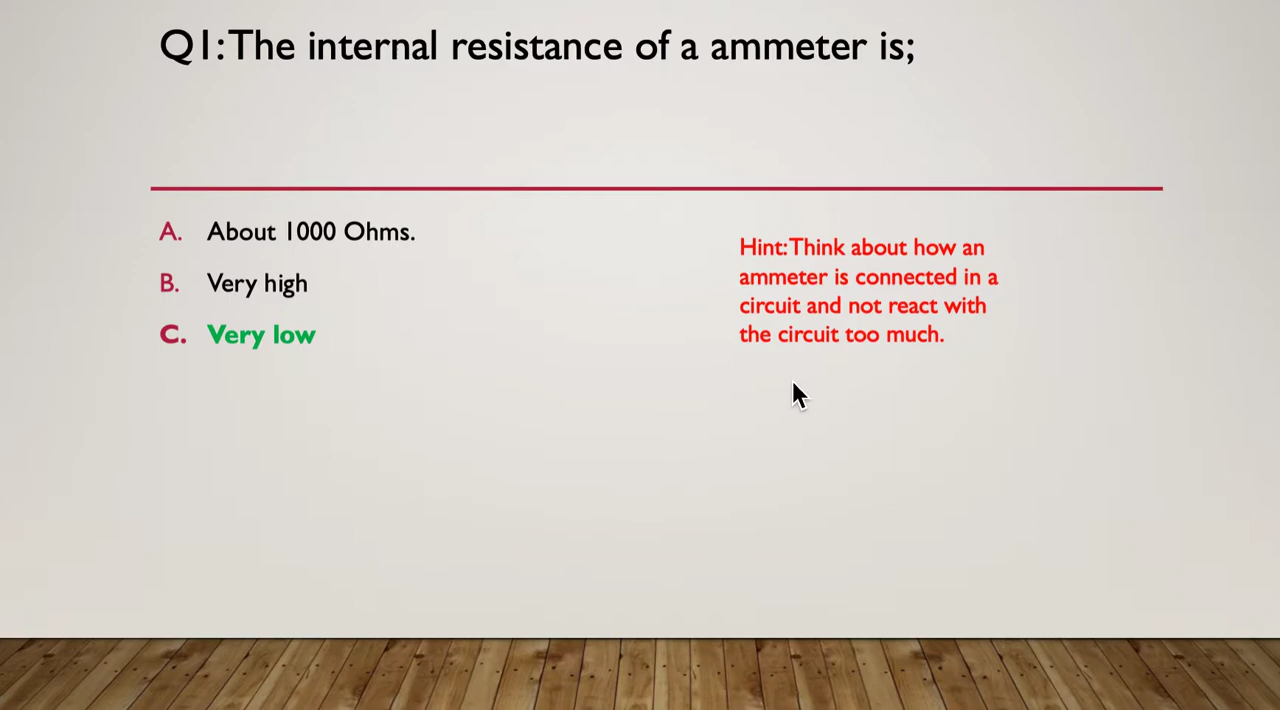 Q1: The internal resistance of a ammeter is;
A. About 1000 Ohms.
B. Very high
C. Very low
Hint: Think about how an
ammeter is connected in a
circuit and not react with
the circuit too much.